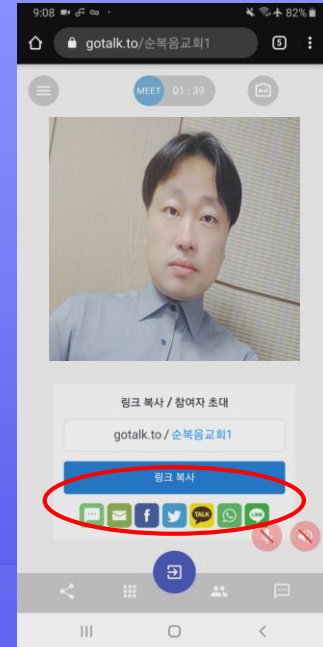 9:08
82%
gotalk.to/순복음교회1
5
MEET 01 : 39
링크 복사 / 참여자 초대
gotalk.to / 순복음교회1
링크 복사
f TALK LINE